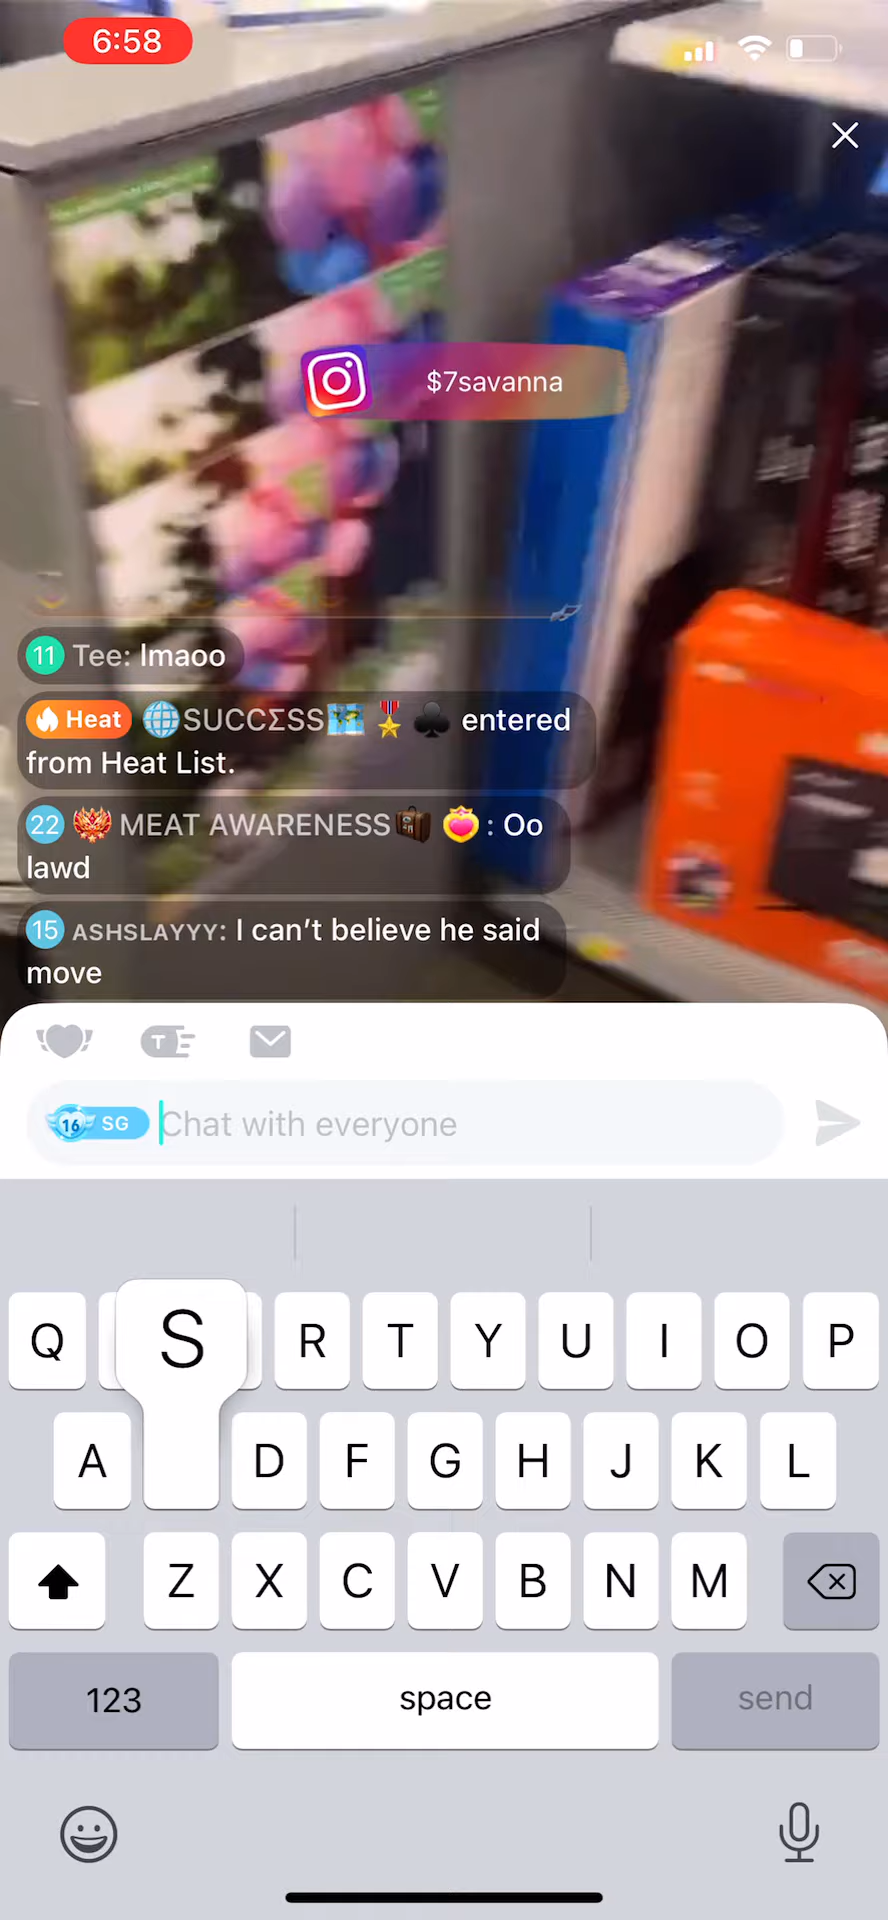 6:58
$7savanna
11 Tee: lmaoo
Heat SUCCΣSS entered
from Heat List.
22 MEAT AWARENESS : Oo
lawd
15 ASHSLAYYY: I can't believe he said
move
T
16 SG Chat with everyone
S
Q R T Y U I O P
A D F G H J K L
Z X C V B N M
123 space send